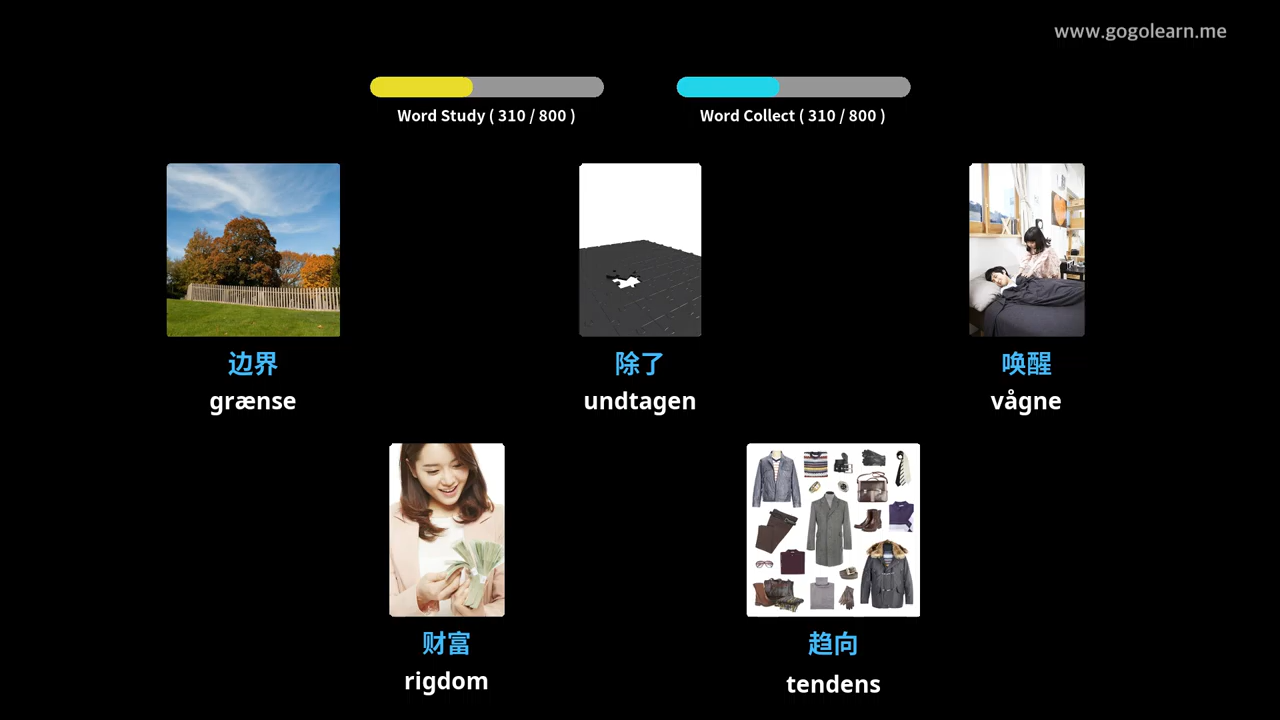 www.gogolearn.me
Word Study ( 310 / 800 )
Word Collect ( 310 / 800 )
边界
grænse
除了
undtagen
唤醒
vågne
财富
rigdom
趋向
tendens